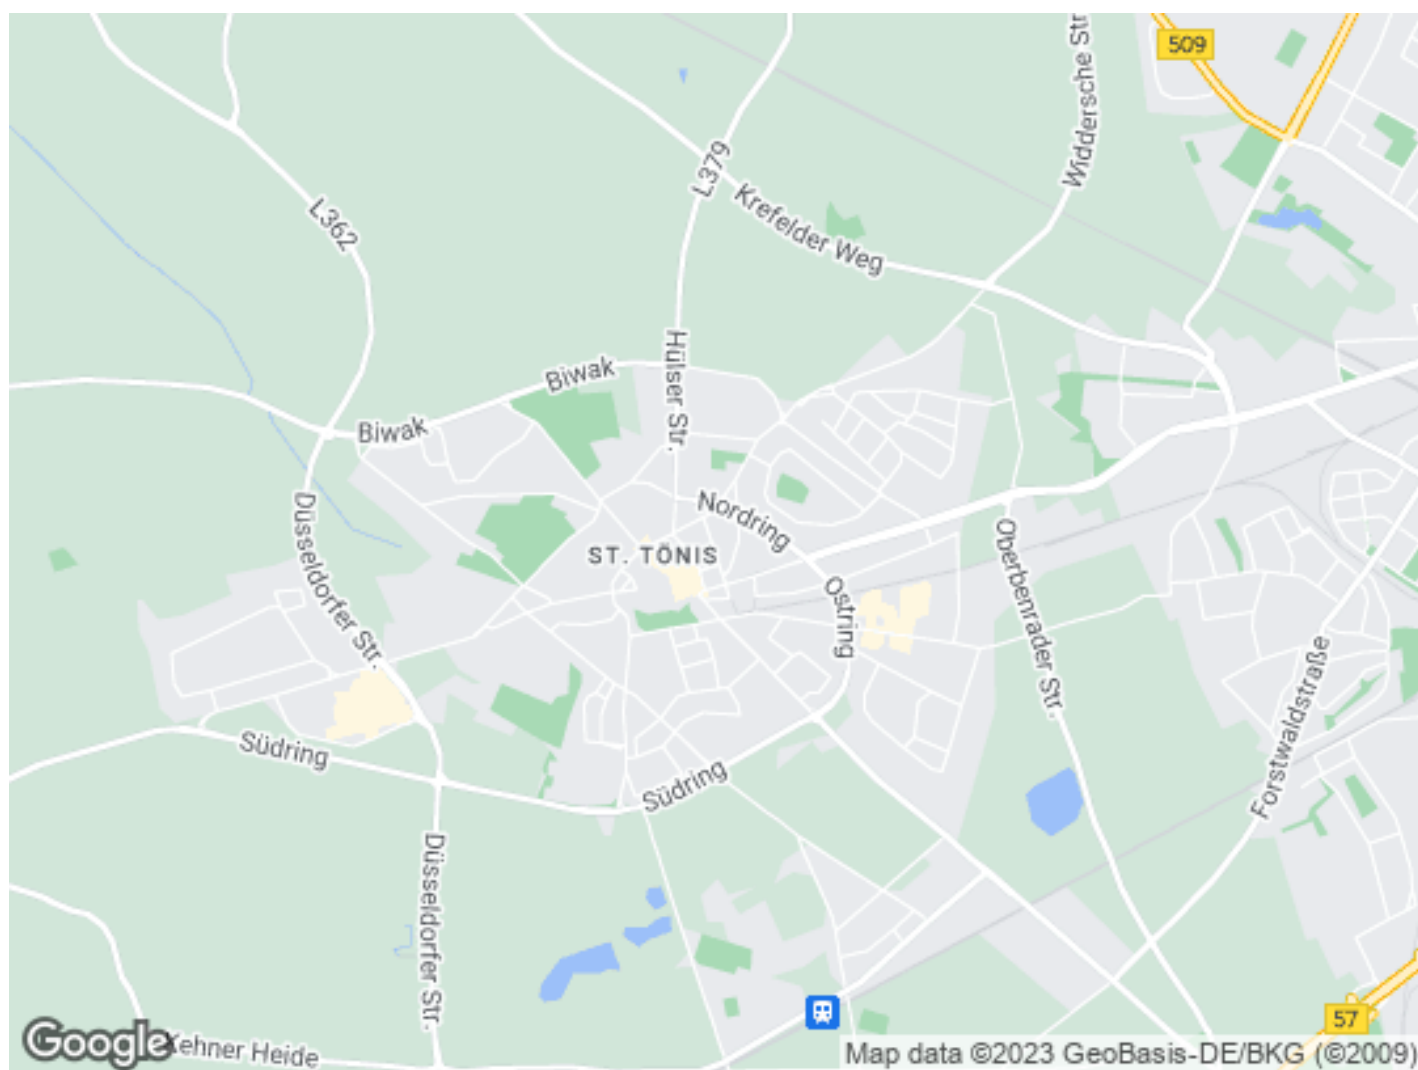 509
Widdersche Str
L379
L362
Krefelder Weg
Hülser Str.
Biwak
Biwak
Nordring
ST. TÖNIS
Düsseldorfer Str.
Ostring
Oberbenrader Str.
Forstwaldstraße
Südring
Südring
Düsseldorfer Str.
57
Google
Kehner Heide
Map data ©2023 GeoBasis-DE/BKG (©2009)